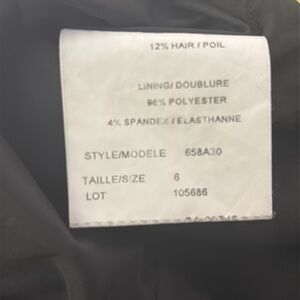 12% HAIR / POIL
LINING/ DOUBLURE
96% POLYESTER
4% SPANDEX / ELASTHANNE
STYLE/MODELE 658A30
TAILLE/SIZE 6
LOT 105686